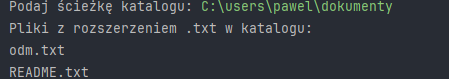 Podaj ścieżkę katalogu: C:\users\pawel\dokumenty
Pliki z rozszerzeniem .txt w katalogu:
odm.txt
README.txt